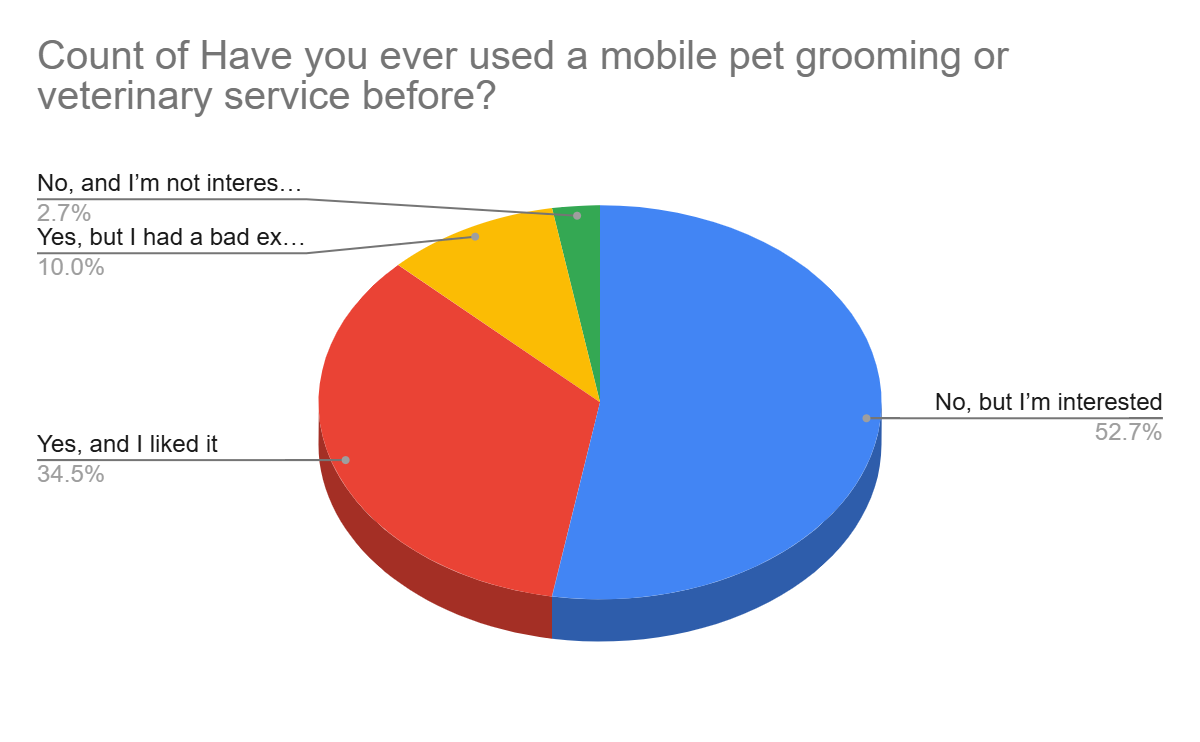 Count of Have you ever used a mobile pet grooming or
veterinary service before?
No, and I’m not interes…
2.7%
Yes, but I had a bad ex…
10.0%
Yes, and I liked it
34.5%
No, but I’m interested
52.7%